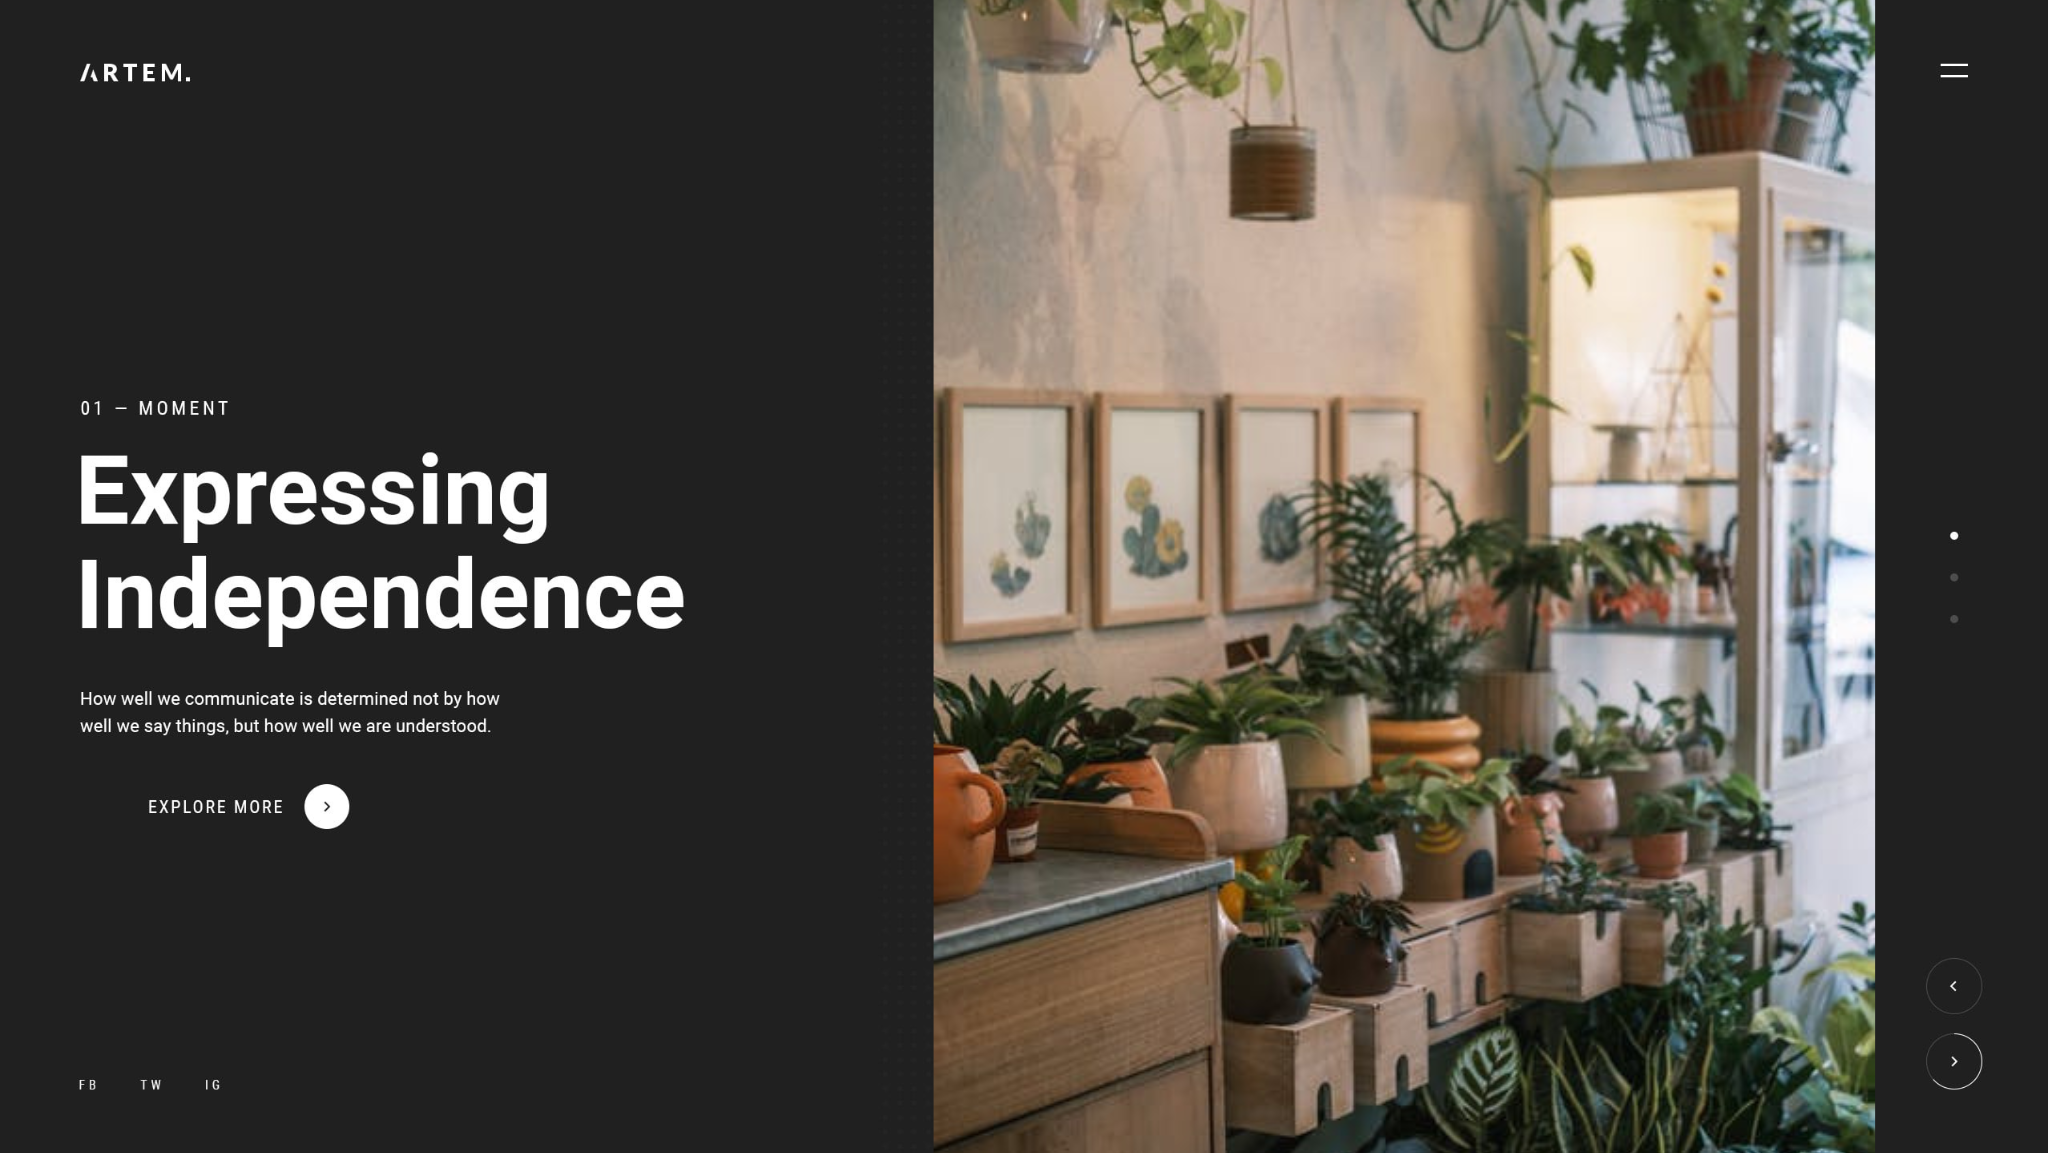 ARTEM.
01 — MOMENT
Expressing
Independence
How well we communicate is determined not by how
well we say things, but how well we are understood.
EXPLORE MORE
FB TW IG